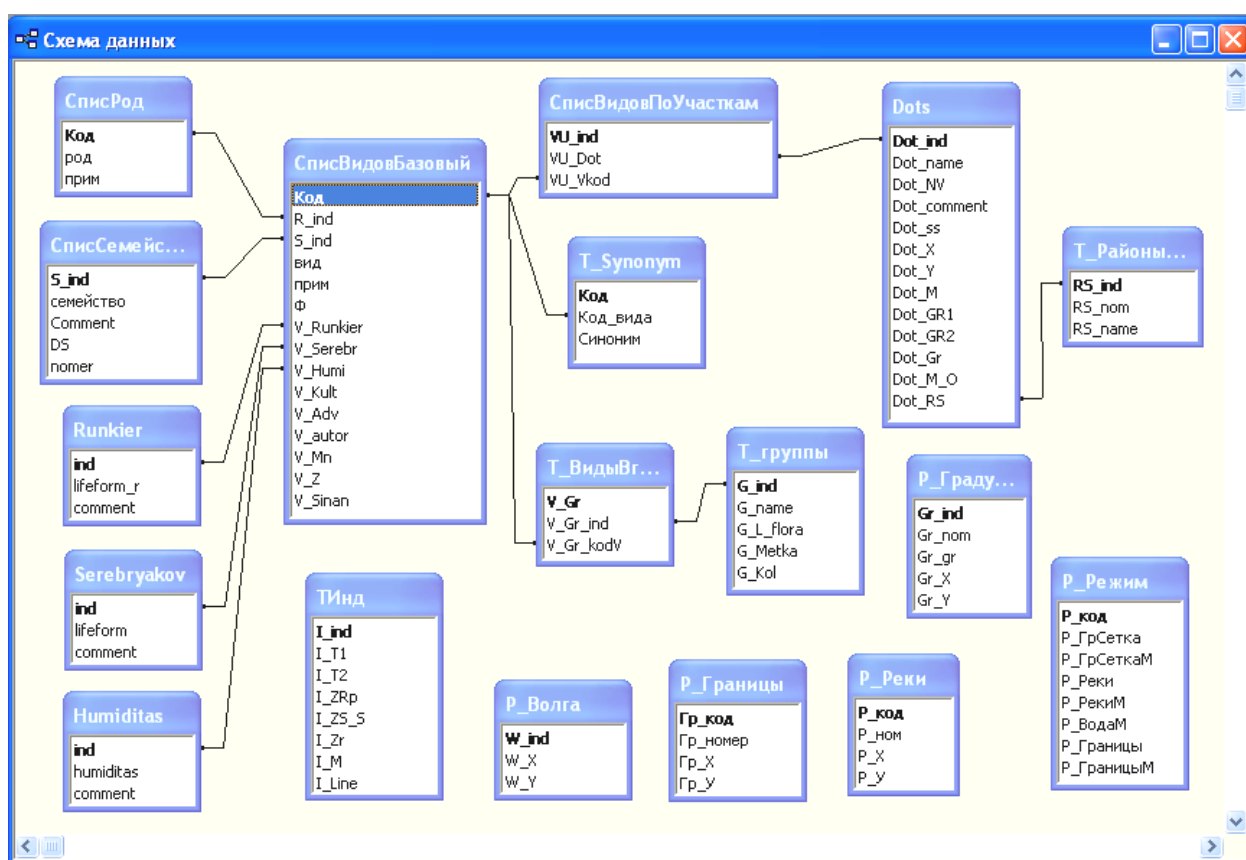 Схема данных
СписРод
Код
род
прим
СписСемейс...
S_ind
семейство
Comment
DS
nomer
Runkier
ind
lifeform_r
comment
Serebryakov
ind
lifeform
comment
Humiditas
ind
humiditas
comment
СписВидовБазовый
Код
R_ind
S_ind
вид
прим
Ф
V_Runkier
V_Serebr
V_Humi
V_Kult
V_Adv
V_autor
V_Mn
V_Z
V_Sinan
ТИнд
I_ind
I_T1
I_T2
I_ZRp
I_ZS_S
I_Zr
I_M
I_Line
СписВидовПоУчасткам
VU_ind
VU_Dot
VU_Vkod
T_Synonym
Код
Код_вида
Синоним
Т_ВидыВг...
V_Gr
V_Gr_ind
V_Gr_kodV
Т_группы
G_ind
G_name
G_L_flora
G_Metka
G_Kol
Dots
Dot_ind
Dot_name
Dot_NV
Dot_comment
Dot_ss
Dot_X
Dot_Y
Dot_M
Dot_GR1
Dot_GR2
Dot_Gr
Dot_M_O
Dot_RS
Т_Районы...
RS_ind
RS_nom
RS_name
Р_Граду...
Gr_ind
Gr_nom
Gr_gr
Gr_X
Gr_Y
Р_Режим
Р_код
Р_ГрСетка
Р_ГрСеткаМ
Р_Реки
Р_РекиМ
Р_ВодаМ
Р_Границы
Р_ГраницыМ
Р_Волга
W_ind
W_X
W_Y
Р_Границы
Гр_код
Гр_номер
Гр_Х
Гр_У
Р_Реки
Р_код
Р_ном
Р_Х
Р_У